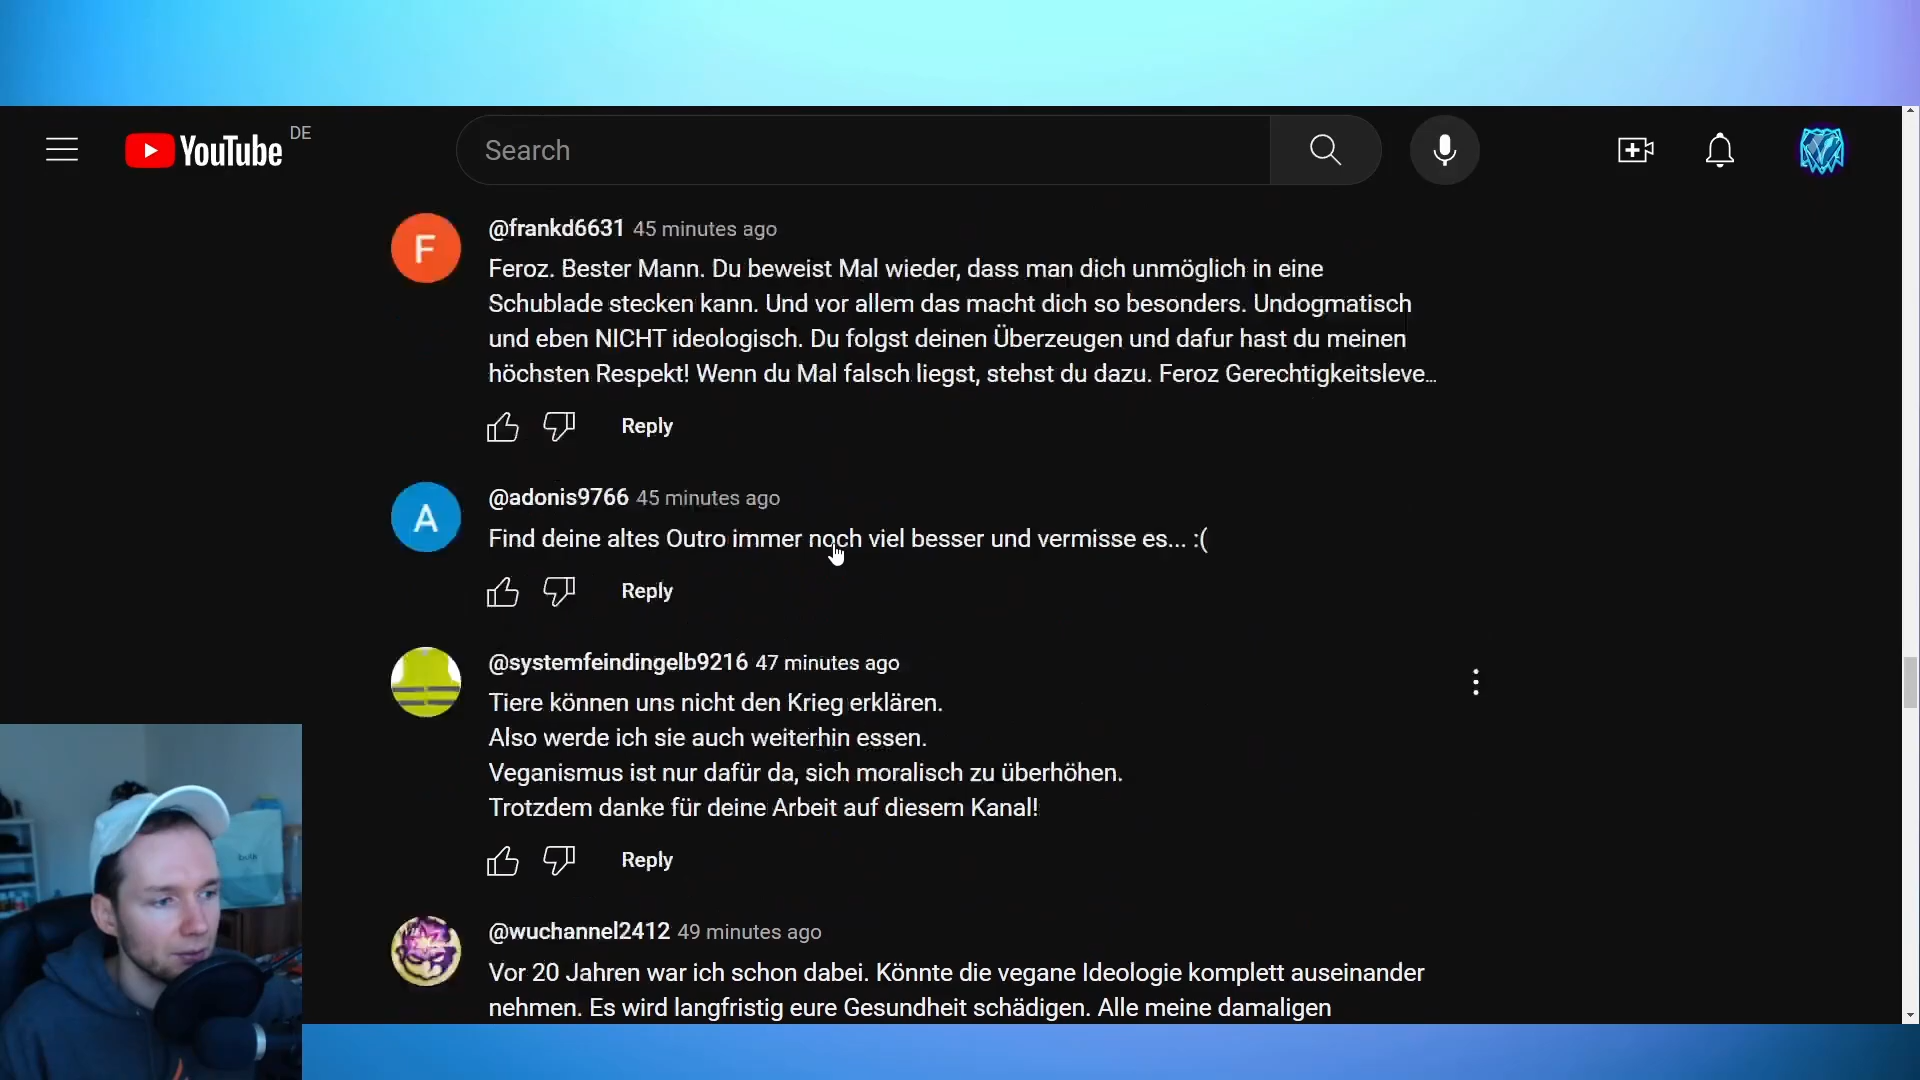 YouTube DE
Search
F
@frankd6631 45 minutes ago
Feroz. Bester Mann. Du beweist Mal wieder, dass man dich unmöglich in eine
Schublade stecken kann. Und vor allem das macht dich so besonders. Undogmatisch
und eben NICHT ideologisch. Du folgst deinen Überzeugen und dafur hast du meinen
höchsten Respekt! Wenn du Mal falsch liegst, stehst du dazu. Feroz Gerechtigkeitsleve...
Reply
A
@adonis9766 45 minutes ago
Find deine altes Outro immer noch viel besser und vermisse es... :(
Reply
@systemfeindingelb9216 47 minutes ago
Tiere können uns nicht den Krieg erklären.
Also werde ich sie auch weiterhin essen.
Veganismus ist nur dafür da, sich moralisch zu überhöhen.
Trotzdem danke für deine Arbeit auf diesem Kanal!
Reply
@wuchannel2412 49 minutes ago
Vor 20 Jahren war ich schon dabei. Könnte die vegane Ideologie komplett auseinander
nehmen. Es wird langfristig eure Gesundheit schädigen. Alle meine damaligen